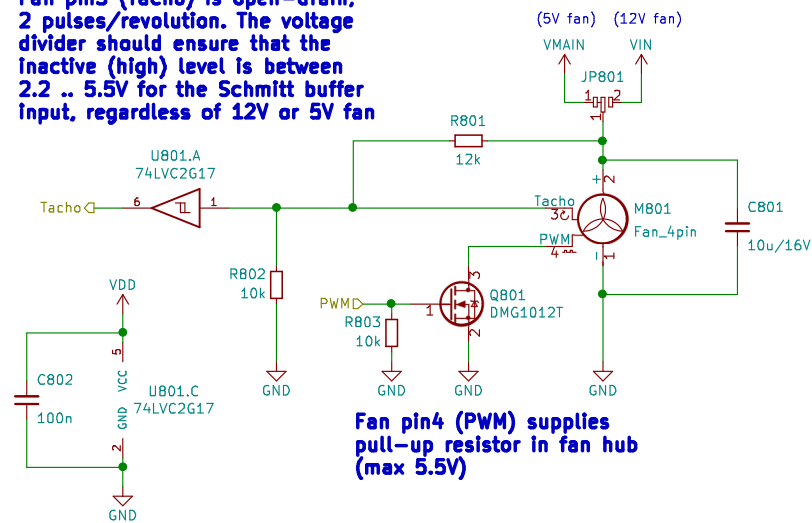 Fan pin3 (Tacho) is open-drain,
2 pulses/revolution. The voltage
divider should ensure that the
inactive (high) level is between
2.2 .. 5.5V for the Schmitt buffer
input, regardless of 12V or 5V fan
(5V fan) (12V fan)
VMAIN VIN
JP801
1 2
1
R801
12k
U801.A
74LVC2G17
Tacho 6 1
+ 2
Tacho
3
M801
Fan_4pin
C801
10u/16V
PWM
4
- 1
R802
10k
3
Q801
DMG1012T
PWM 1
2
R803
10k
GND GND GND GND
VDD
5
VCC
C802
100n
U801.C
74LVC2G17
GND
2
GND
Fan pin4 (PWM) supplies
pull-up resistor in fan hub
(max 5.5V)